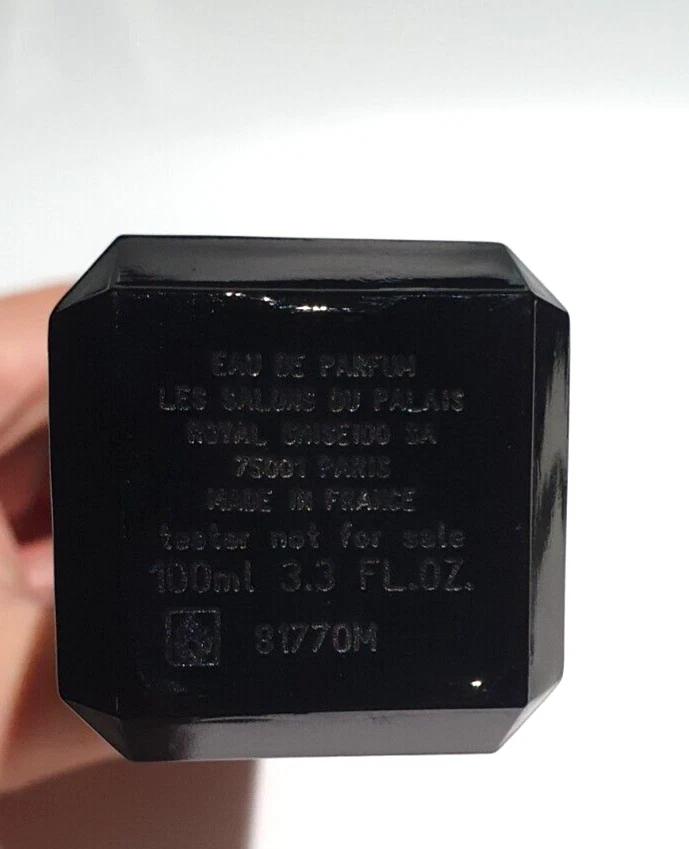 EAU DE PARFUM
LES SALONS DU PALAIS
ROYAL SHISEIDO SA
75001 PARIS
MADE IN FRANCE
tester not for sale
100ml 3.3 FL.OZ.
81770M